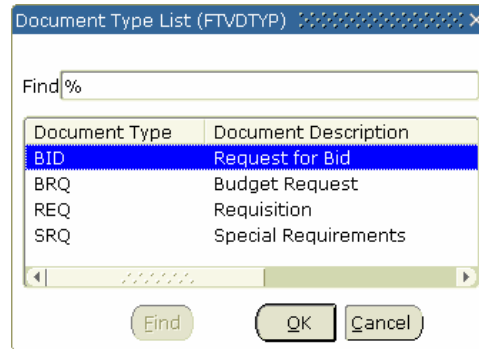 Document Type List (FTVDTYP)
Find %
Document Type Document Description
BID Request for Bid
BRQ Budget Request
REQ Requisition
SRQ Special Requirements
Find OK Cancel